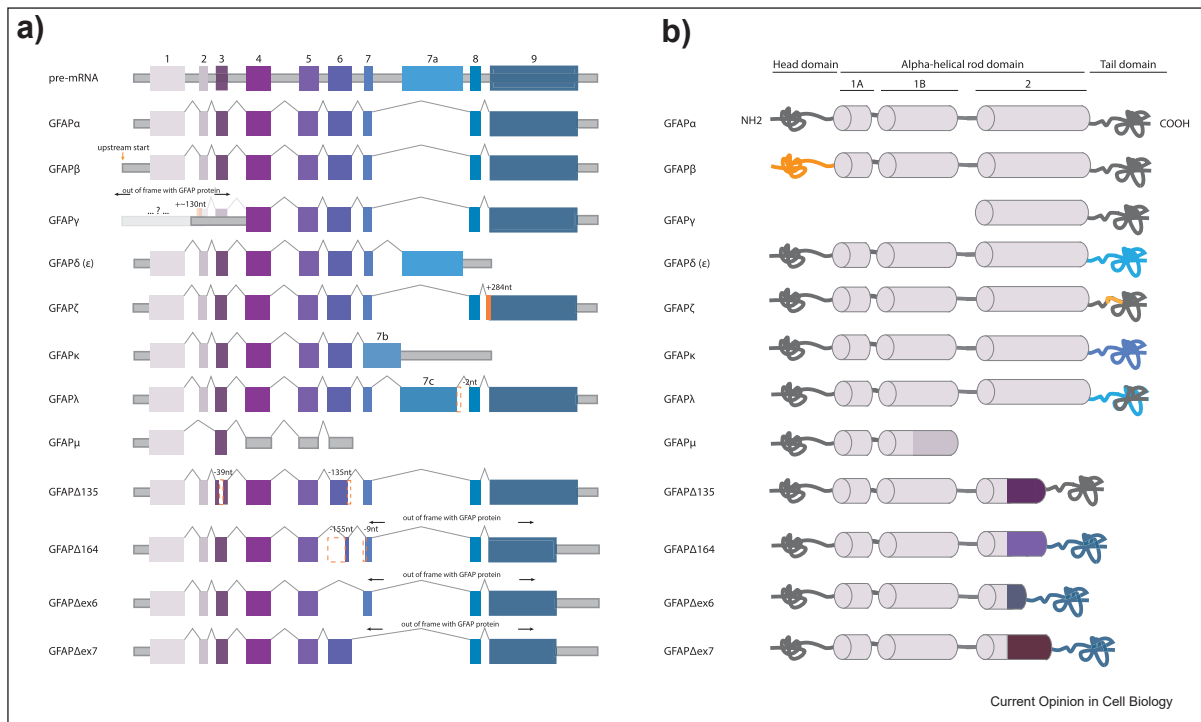 a)
1 2 3 4 5 6 7 7a 8 9
pre-mRNA
GFAPα
upstream start
GFAPβ
out of frame with GFAP protein
+~130nt
... ? ...
GFAPγ
GFAPδ (ε)
+284nt
GFAPζ
7b
GFAPκ
7c
-2nt
GFAPλ
GFAPμ
-39nt -135nt
GFAPΔ135
out of frame with GFAP protein
-155nt -9nt
GFAPΔ164
out of frame with GFAP protein
GFAPΔex6
out of frame with GFAP protein
GFAPΔex7
b)
Head domain Alpha-helical rod domain Tail domain
1A 1B 2
NH2 COOH
GFAPα
GFAPβ
GFAPγ
GFAPδ (ε)
GFAPζ
GFAPκ
GFAPλ
GFAPμ
GFAPΔ135
GFAPΔ164
GFAPΔex6
GFAPΔex7
Current Opinion in Cell Biology